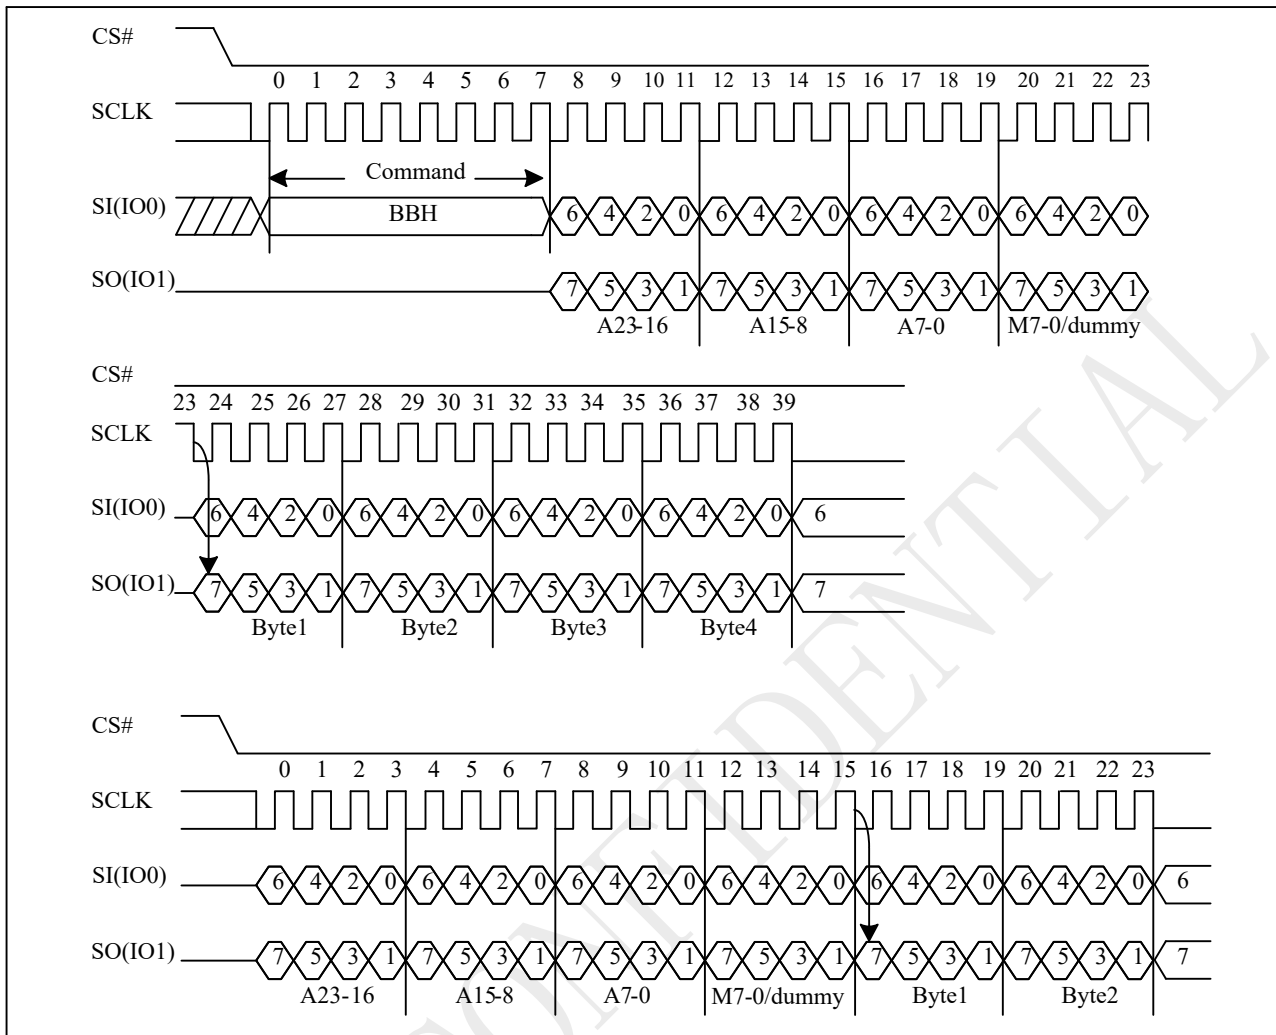 CS#
0 1 2 3 4 5 6 7 8 9 10 11 12 13 14 15 16 17 18 19 20 21 22 23
SCLK
Command
SI(IO0) BBH 6 4 2 0 6 4 2 0 6 4 2 0 6 4 2 0
SO(IO1) 7 5 3 1 7 5 3 1 7 5 3 1 7 5 3 1
A23-16 A15-8 A7-0 M7-0/dummy
CS#
23 24 25 26 27 28 29 30 31 32 33 34 35 36 37 38 39
SCLK
SI(IO0) 6 4 2 0 6 4 2 0 6 4 2 0 6 4 2 0 6
SO(IO1) 7 5 3 1 7 5 3 1 7 5 3 1 7 5 3 1 7
Byte1 Byte2 Byte3 Byte4
CS#
0 1 2 3 4 5 6 7 8 9 10 11 12 13 14 15 16 17 18 19 20 21 22 23
SCLK
SI(IO0) 6 4 2 0 6 4 2 0 6 4 2 0 6 4 2 0 6 4 2 0 6 4 2 0 6
SO(IO1) 7 5 3 1 7 5 3 1 7 5 3 1 7 5 3 1 7 5 3 1 7 5 3 1 7
A23-16 A15-8 A7-0 M7-0/dummy Byte1 Byte2
CONFIDENTIAL